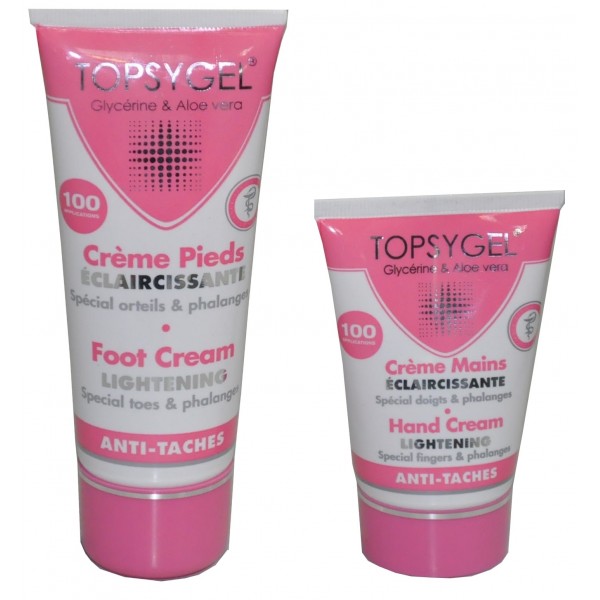 TOPSYGEL®
Glycérine & Aloe vera
100
APPLICATIONS
Crème Pieds
ÉCLAIRCISSANTE
Spécial orteils & phalanges
Foot Cream
LIGHTENING
Special toes & phalanges
ANTI-TACHES
TOPSYGEL
Glycérine & Aloe vera
100
APPLICATIONS
Crème Mains
ÉCLAIRCISSANTE
Spécial doigts & phalanges
Hand Cream
LIGHTENING
Special fingers & phalanges
ANTI-TACHES